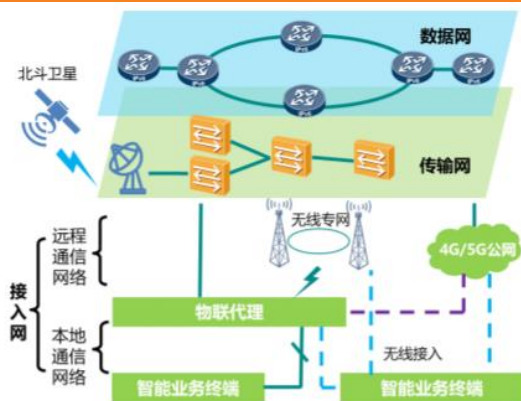 数据网
北斗卫星
传输网
无线专网
4G/5G公网
接入网
远程
通信
网络
物联代理
本地
通信
网络
无线接入
智能业务终端
智能业务终端